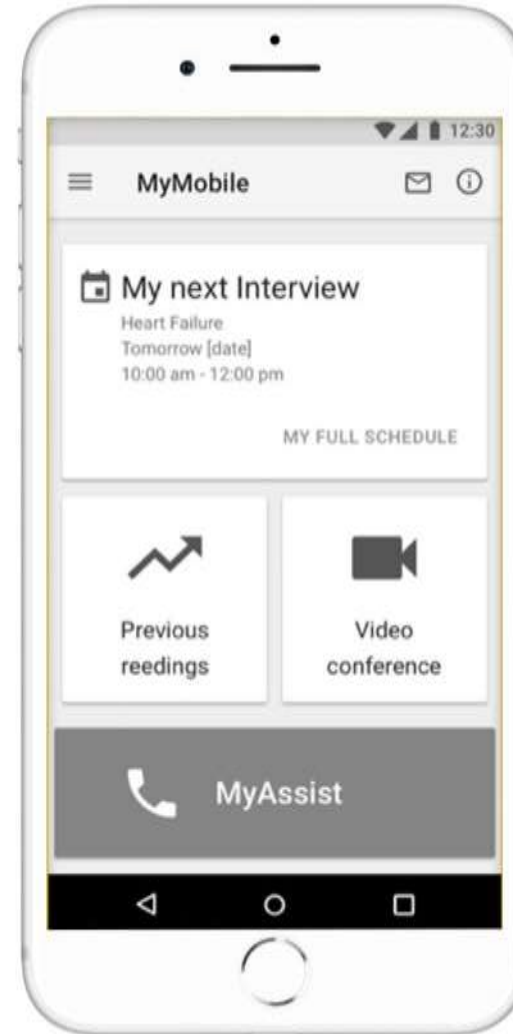 12:30
MyMobile
My next Interview
Heart Failure
Tomorrow [date]
10:00 am - 12:00 pm
MY FULL SCHEDULE
Previous
reedings
Video
conference
MyAssist